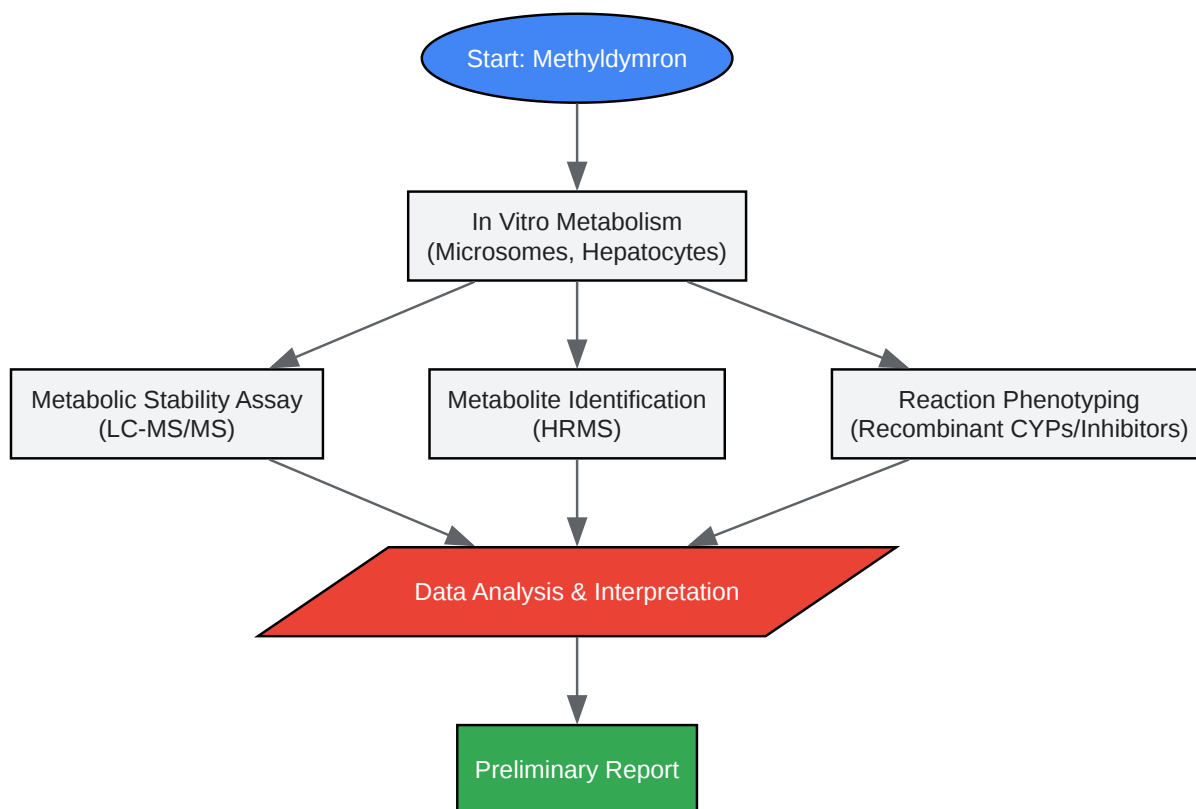 Start: Methyldymron
In Vitro Metabolism
(Microsomes, Hepatocytes)
Metabolic Stability Assay
(LC-MS/MS)
Metabolite Identification
(HRMS)
Reaction Phenotyping
(Recombinant CYPs/Inhibitors)
Data Analysis & Interpretation
Preliminary Report